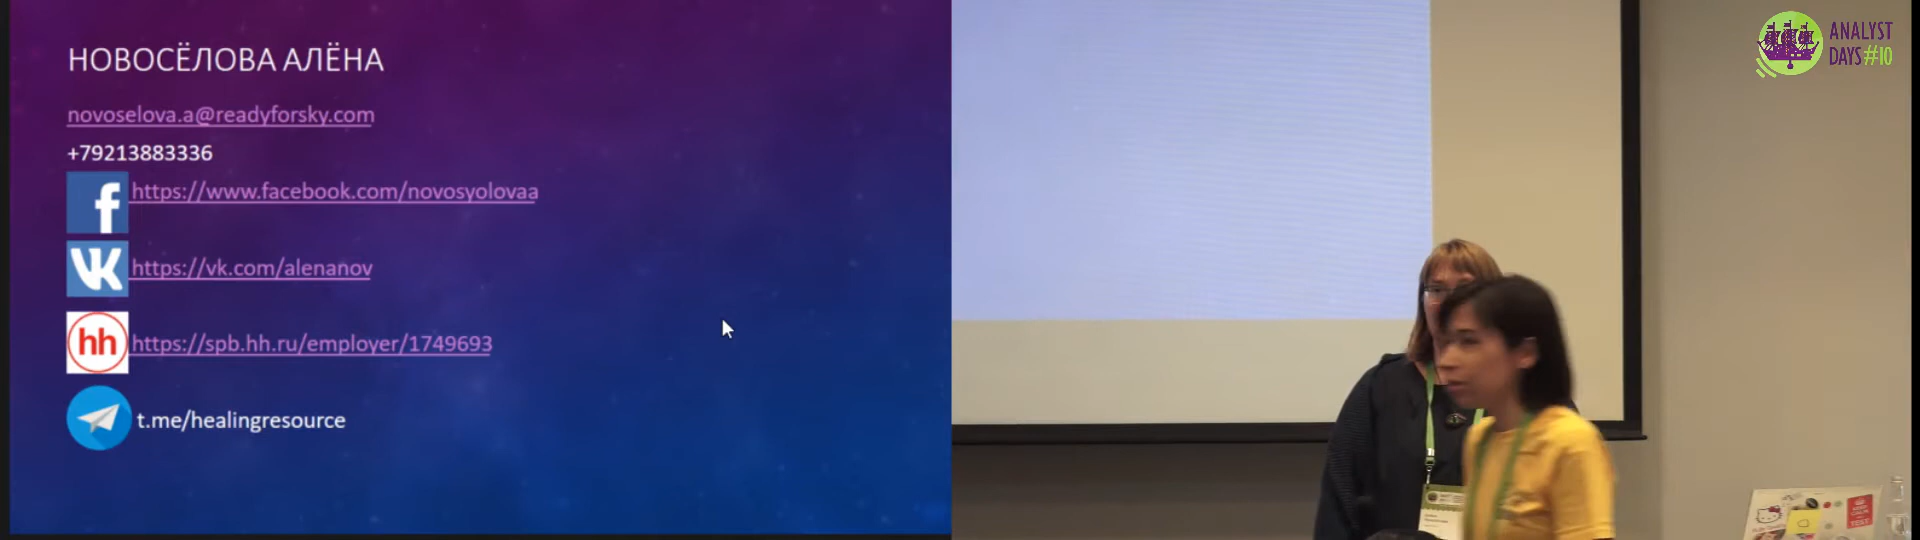 НОВОСЁЛОВА АЛЁНА
novoselova.a@readyforsky.com
+79213883336
https://www.facebook.com/novosyolovaa
https://vk.com/alenanov
hh https://spb.hh.ru/employer/1749693
t.me/healingresource
ANALYST
DAYS#10